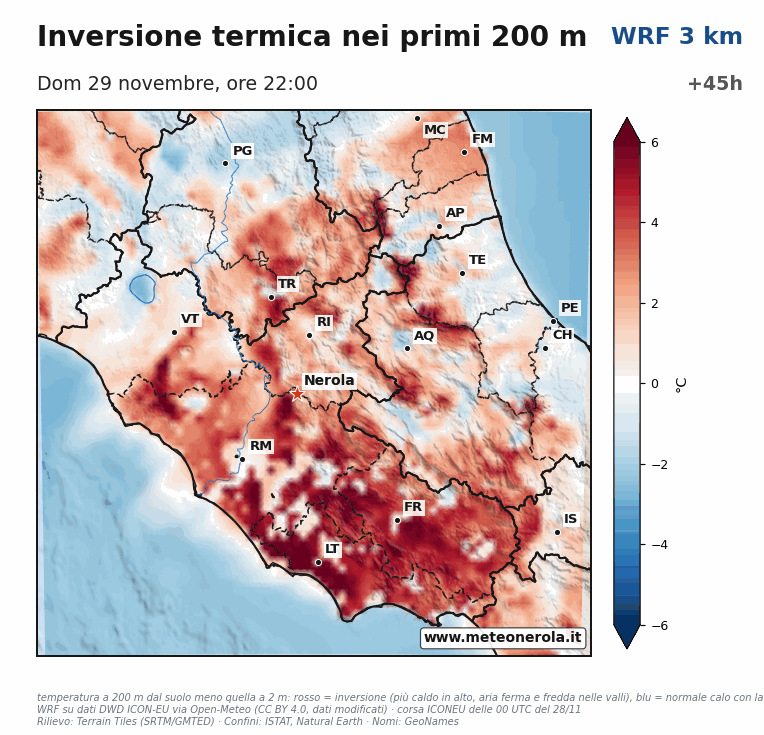 Inversione termica nei primi 200 m
WRF 3 km
Dom 29 novembre, ore 22:00
+45h
MC
FM
PG
AP
TE
TR
PE
VT
RI
AQ
CH
Nerola
RM
FR
IS
LT
www.meteonerola.it
6
4
2
0
−2
−4
−6
°C
temperatura a 200 m dal suolo meno quella a 2 m: rosso = inversione (più caldo in alto, aria ferma e fredda nelle valli), blu = normale calo con la
WRF su dati DWD ICON-EU via Open-Meteo (CC BY 4.0, dati modificati) · corsa ICONEU delle 00 UTC del 28/11
Rilievo: Terrain Tiles (SRTM/GMTED) · Confini: ISTAT, Natural Earth · Nomi: GeoNames